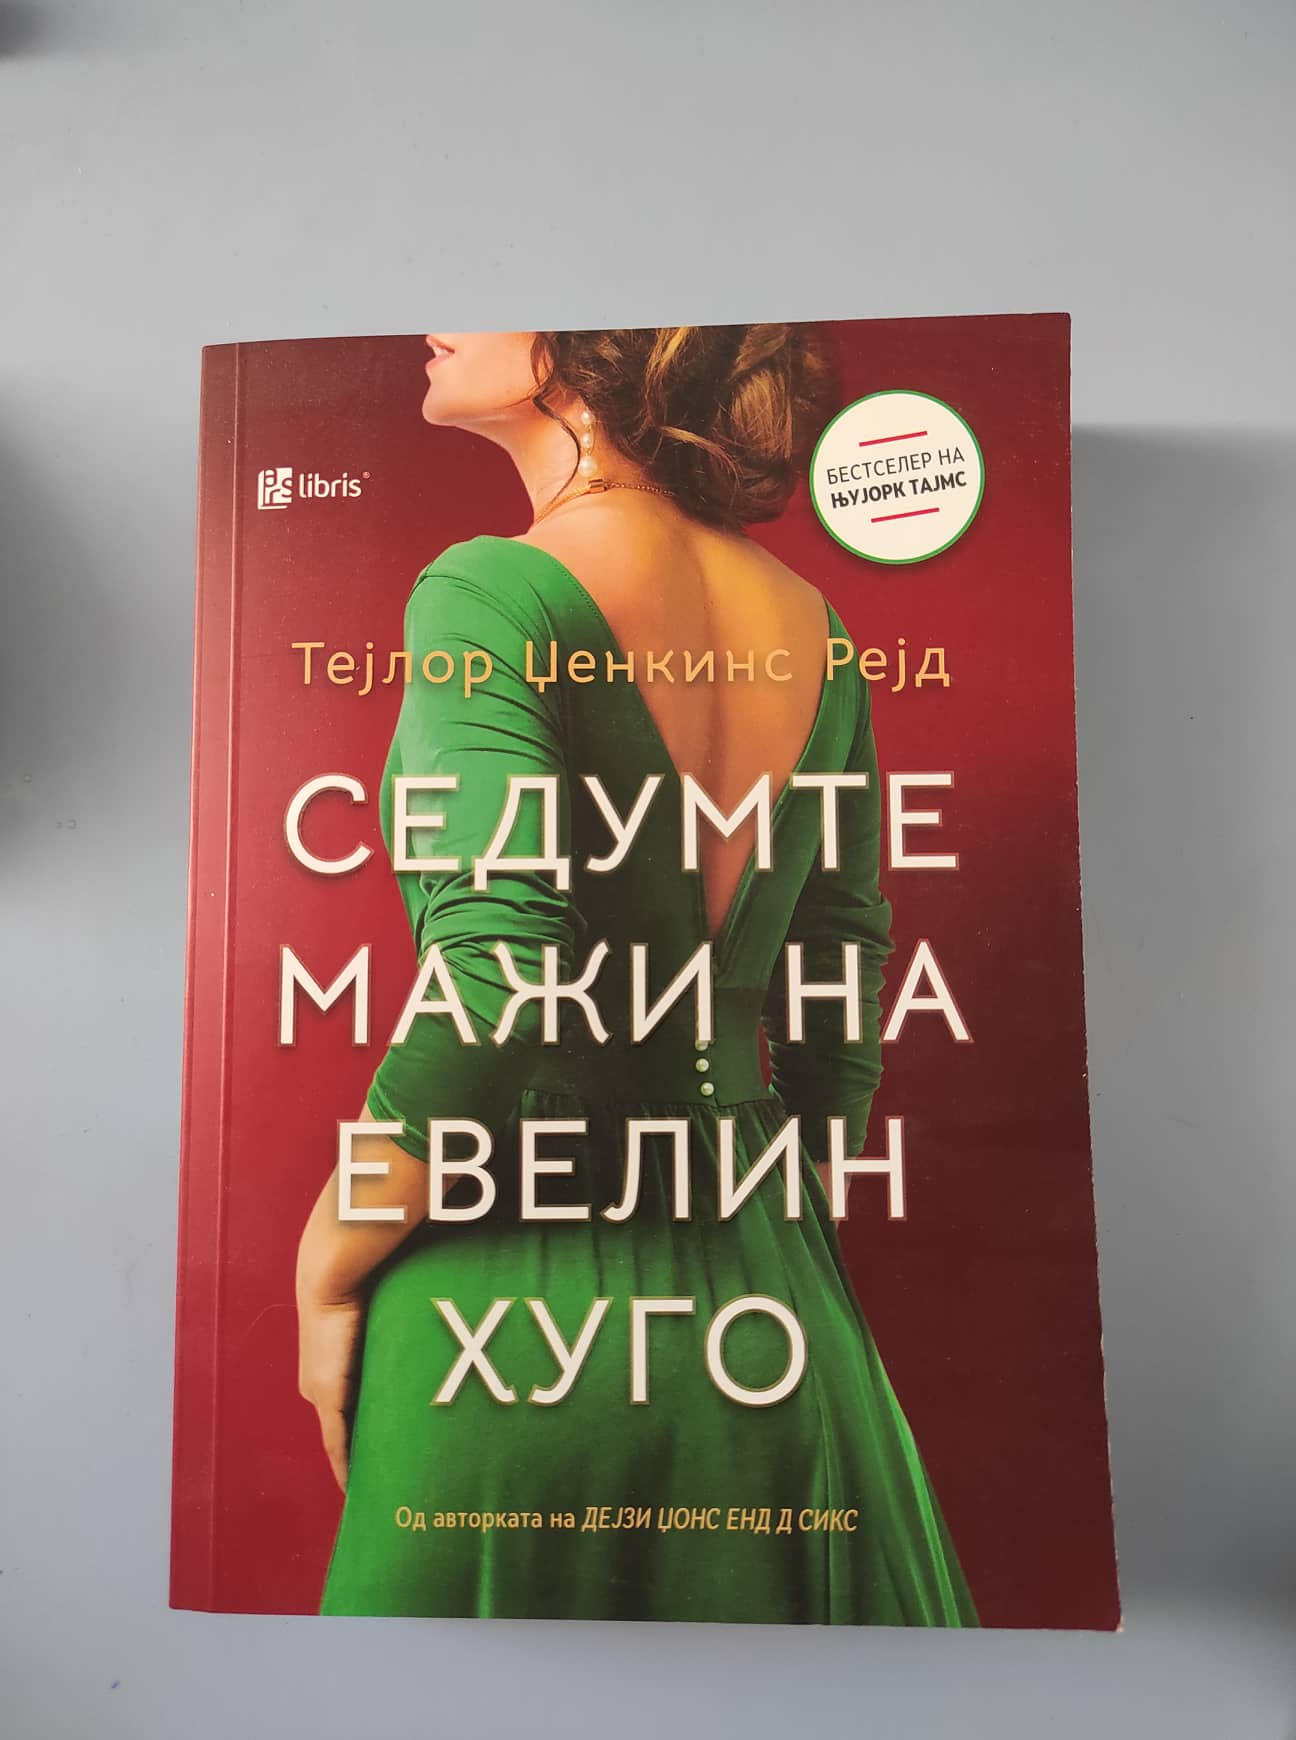 Ars libris®
БЕСТСЕЛЕР НА
ЊУЈОРК ТАЈМС
Тејлор Џенкинс Рејд
СЕДУМТЕ
МАЖИ НА
ЕВЕЛИН
ХУГО
Од авторката на ДЕЈЗИ ЏОНС ЕНД Д СИКС